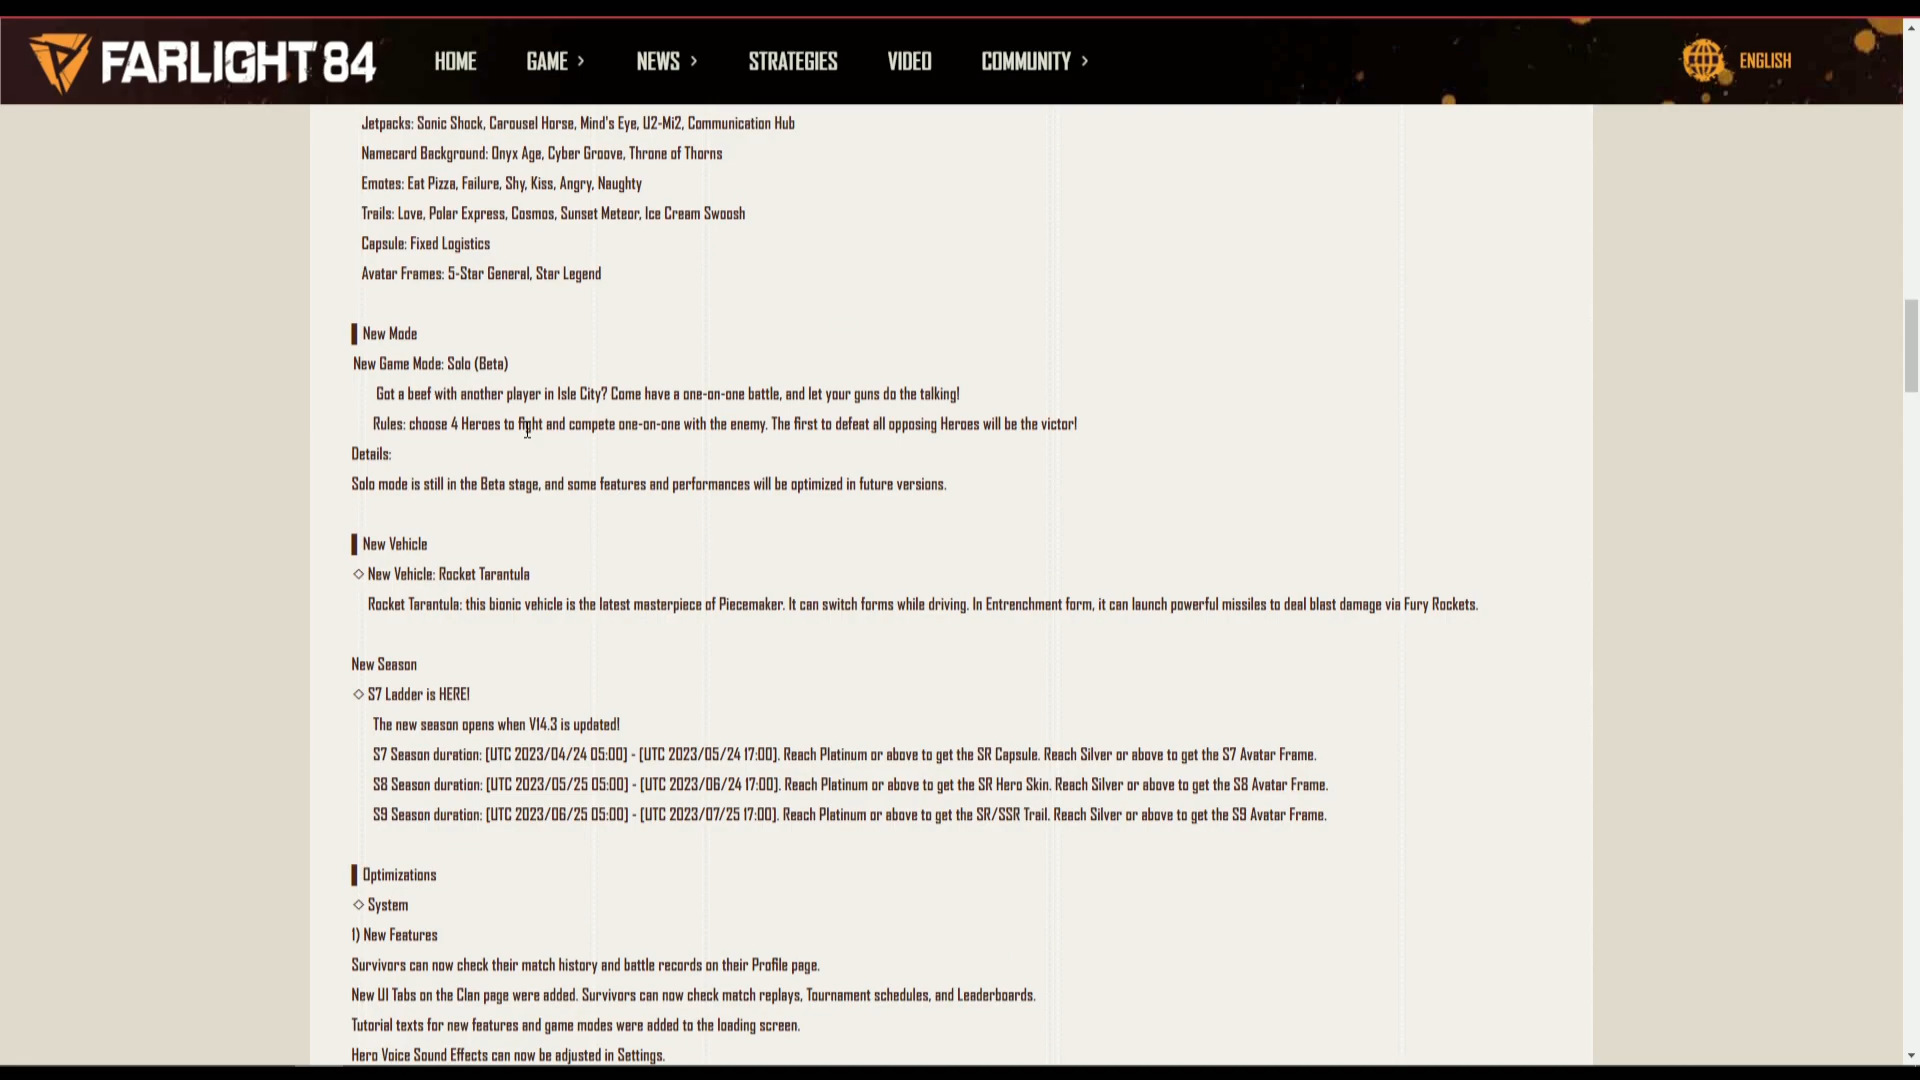 FARLIGHT 84
HOME
GAME >
NEWS >
STRATEGIES
VIDEO
COMMUNITY >
ENGLISH
Jetpacks: Sonic Shock, Carousel Horse, Mind's Eye, U2-Mi2, Communication Hub
Namecard Background: Onyx Age, Cyber Groove, Throne of Thorns
Emotes: Eat Pizza, Failure, Shy, Kiss, Angry, Naughty
Trails: Love, Polar Express, Cosmos, Sunset Meteor, Ice Cream Swoosh
Capsule: Fixed Logistics
Avatar Frames: 5-Star General, Star Legend
New Mode
New Game Mode: Solo (Beta)
Got a beef with another player in Isle City? Come have a one-on-one battle, and let your guns do the talking!
Rules: choose 4 Heroes to fight and compete one-on-one with the enemy. The first to defeat all opposing Heroes will be the victor!
Details:
Solo mode is still in the Beta stage, and some features and performances will be optimized in future versions.
New Vehicle
◇ New Vehicle: Rocket Tarantula
Rocket Tarantula: this bionic vehicle is the latest masterpiece of Piecemaker. It can switch forms while driving. In Entrenchment form, it can launch powerful missiles to deal blast damage via Fury Rockets.
New Season
◇ S7 Ladder is HERE!
The new season opens when V14.3 is updated!
S7 Season duration: [UTC 2023/04/24 05:00] - [UTC 2023/05/24 17:00]. Reach Platinum or above to get the SR Capsule. Reach Silver or above to get the S7 Avatar Frame.
S8 Season duration: [UTC 2023/05/25 05:00] - [UTC 2023/06/24 17:00]. Reach Platinum or above to get the SR Hero Skin. Reach Silver or above to get the S8 Avatar Frame.
S9 Season duration: [UTC 2023/06/25 05:00] - [UTC 2023/07/25 17:00]. Reach Platinum or above to get the SR/SSR Trail. Reach Silver or above to get the S9 Avatar Frame.
Optimizations
◇ System
1) New Features
Survivors can now check their match history and battle records on their Profile page.
New UI Tabs on the Clan page were added. Survivors can now check match replays, Tournament schedules, and Leaderboards.
Tutorial texts for new features and game modes were added to the loading screen.
Hero Voice Sound Effects can now be adjusted in Settings.